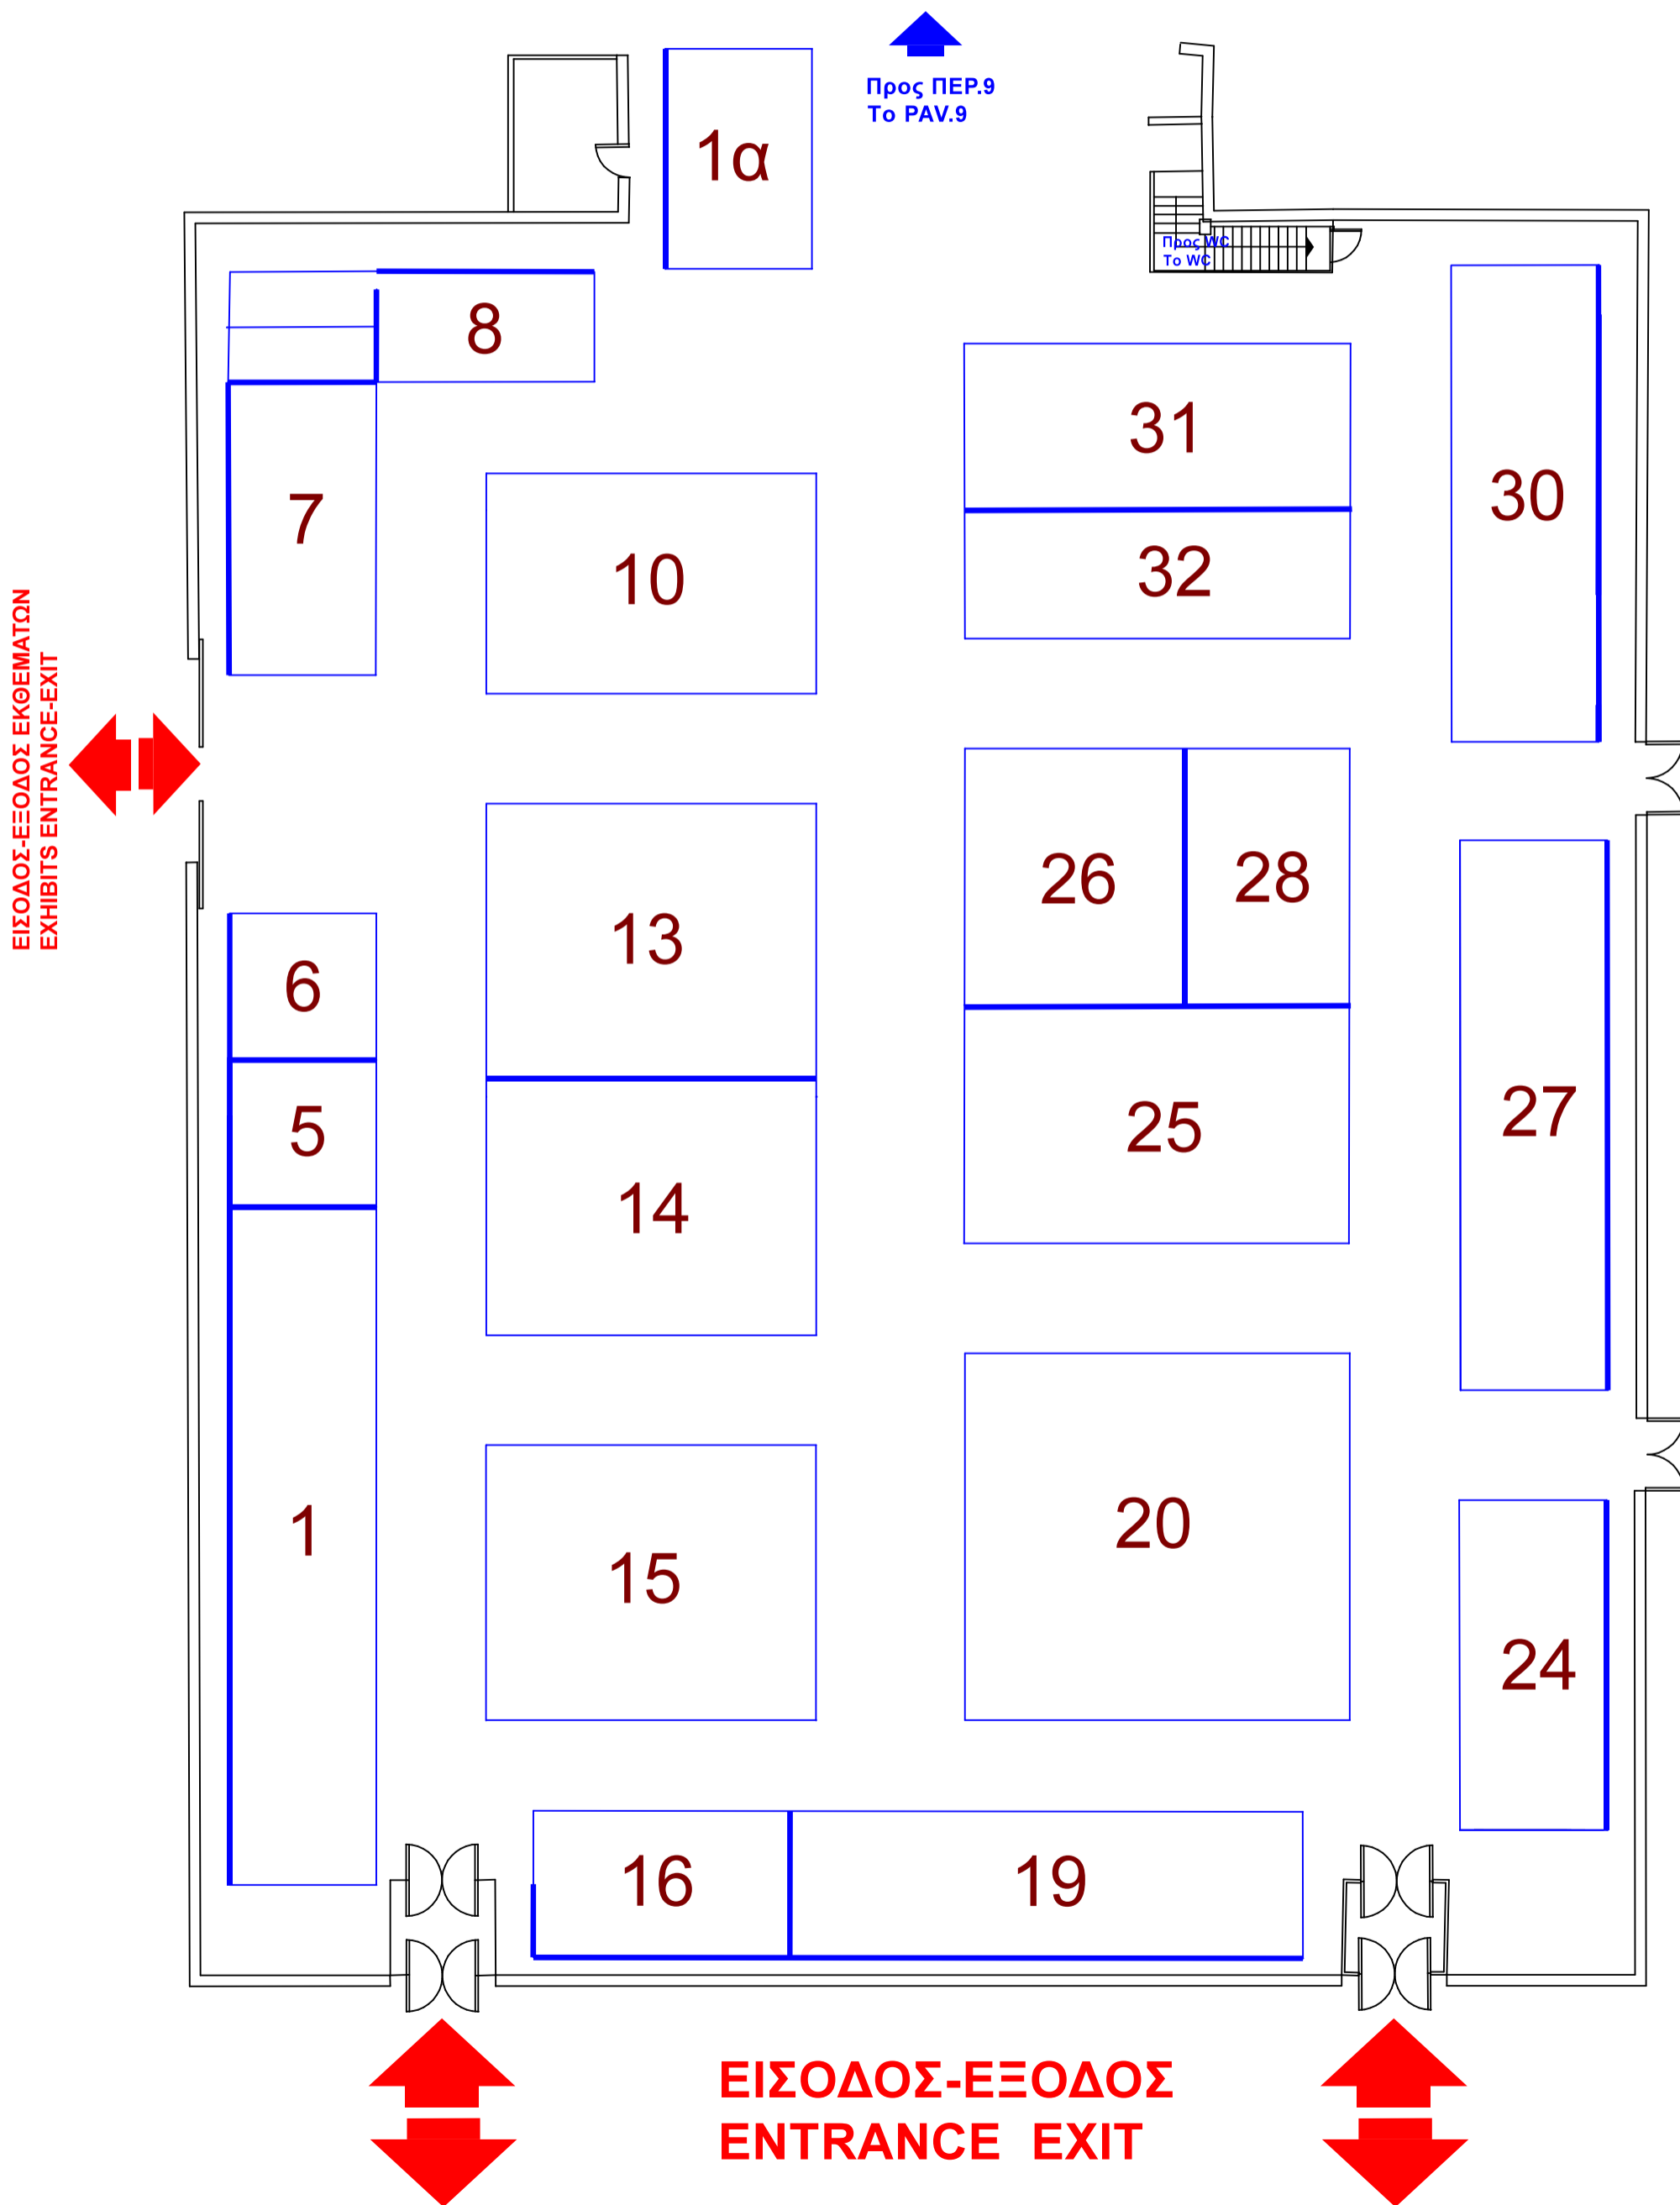 Προς ΠΕΡ.9
To PAV.9
1α
Προς WC
To WC
8
31
30
7
10
32
ΕΙΣΟΔΟΣ-ΕΞΟΔΟΣ ΕΚΘΕΜΑΤΩΝ
EXHIBITS ENTRANCE-EXIT
26
28
13
6
27
5
25
14
20
1
15
24
16
19
ΕΙΣΟΔΟΣ-ΕΞΟΔΟΣ
ENTRANCE EXIT